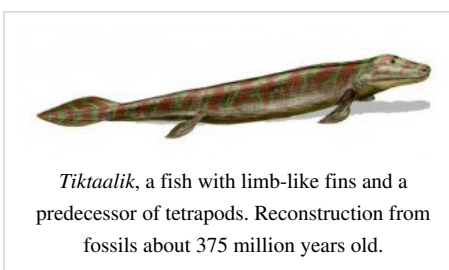 Tiktaalik, a fish with limb-like fins and a
predecessor of tetrapods. Reconstruction from
fossils about 375 million years old.